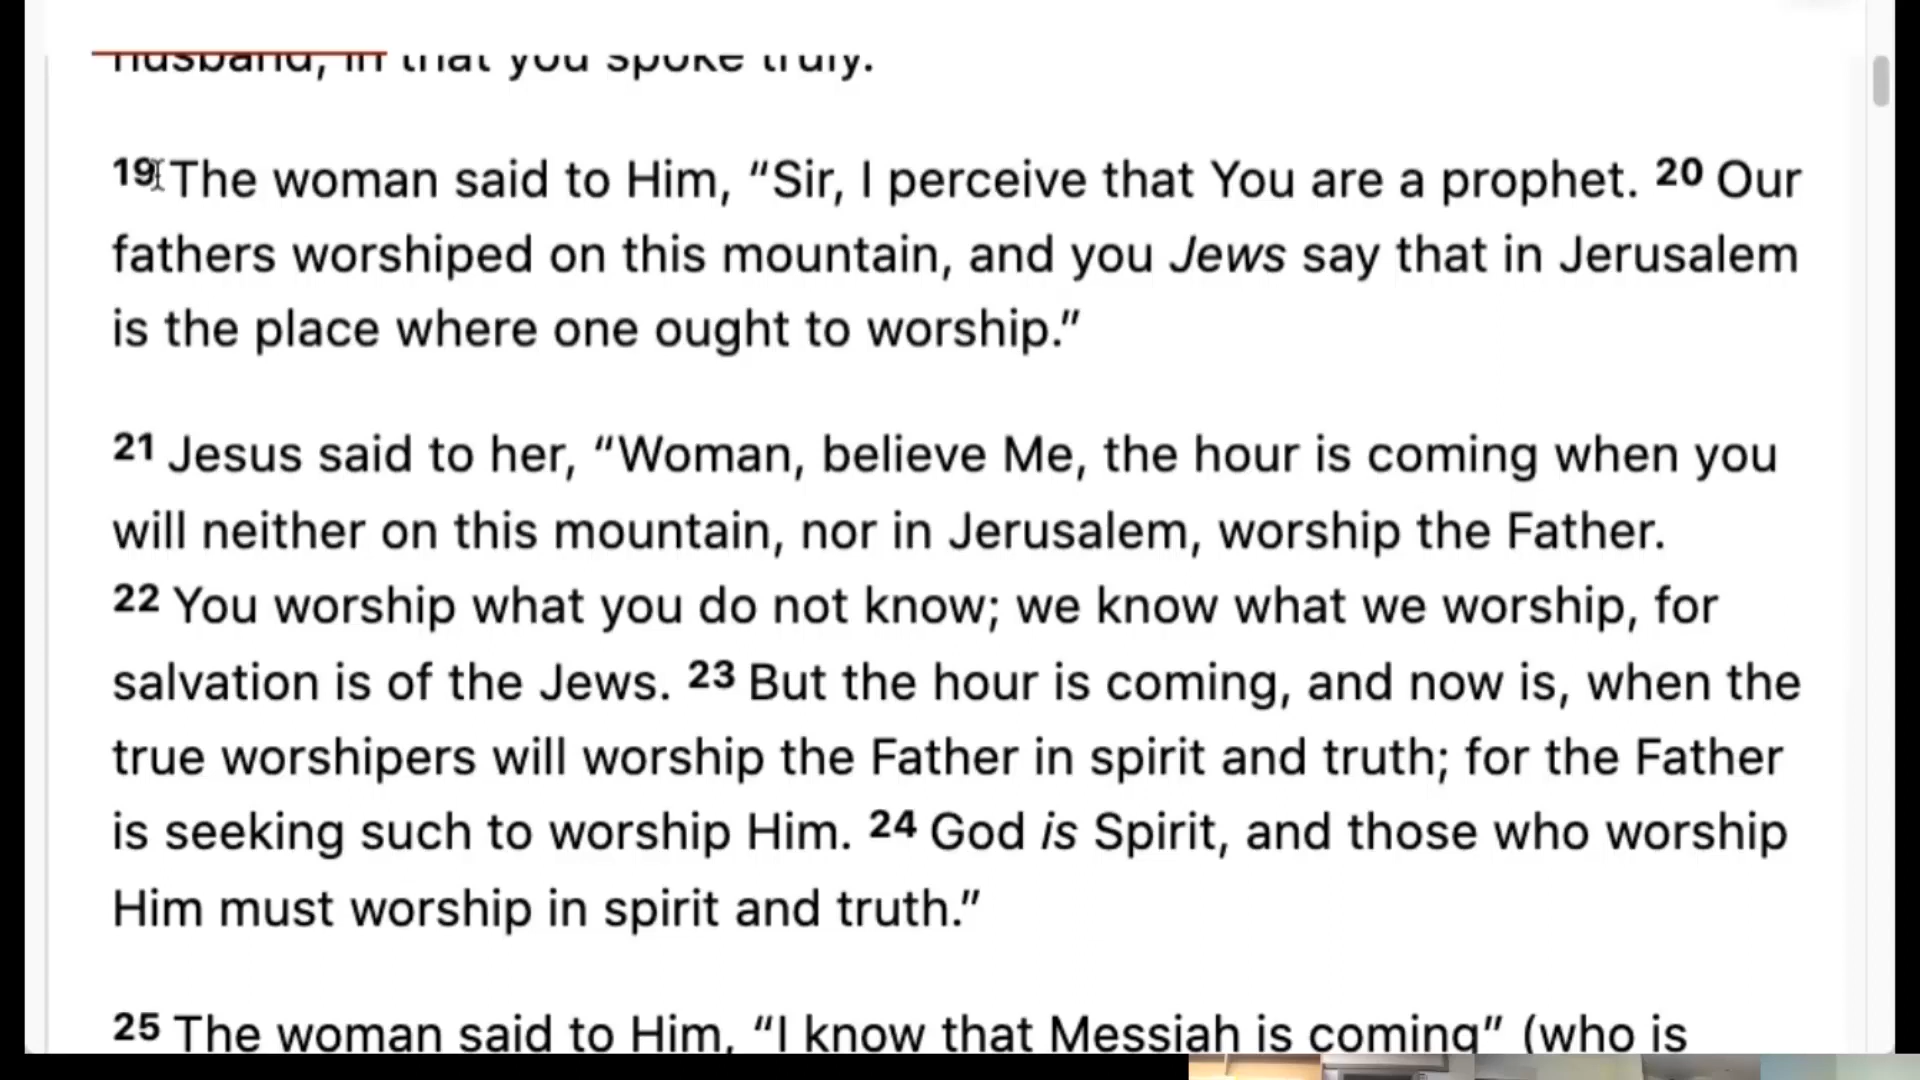 husband, in that you spoke truly.
19 The woman said to Him, “Sir, I perceive that You are a prophet. 20 Our
fathers worshiped on this mountain, and you Jews say that in Jerusalem
is the place where one ought to worship.”
21 Jesus said to her, “Woman, believe Me, the hour is coming when you
will neither on this mountain, nor in Jerusalem, worship the Father.
22 You worship what you do not know; we know what we worship, for
salvation is of the Jews. 23 But the hour is coming, and now is, when the
true worshipers will worship the Father in spirit and truth; for the Father
is seeking such to worship Him. 24 God is Spirit, and those who worship
Him must worship in spirit and truth.”
25 The woman said to Him, “I know that Messiah is coming” (who is